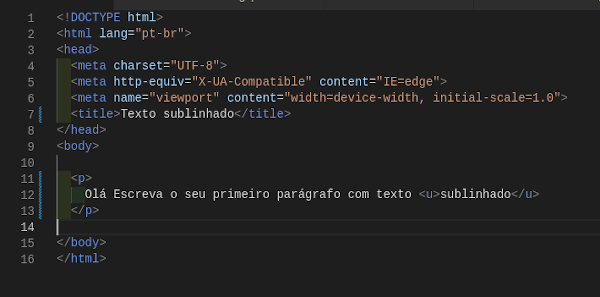 1 <!DOCTYPE html>
2 <html lang="pt-br">
3 <head>
4 <meta charset="UTF-8">
5 <meta http-equiv="X-UA-Compatible" content="IE=edge">
6 <meta name="viewport" content="width=device-width, initial-scale=1.0">
7 <title>Texto sublinhado</title>
8 </head>
9 <body>
10
11 <p>
12 Olá Escreva o seu primeiro parágrafo com texto <u>sublinhado</u>
13 </p>
14
15 </body>
16 </html>